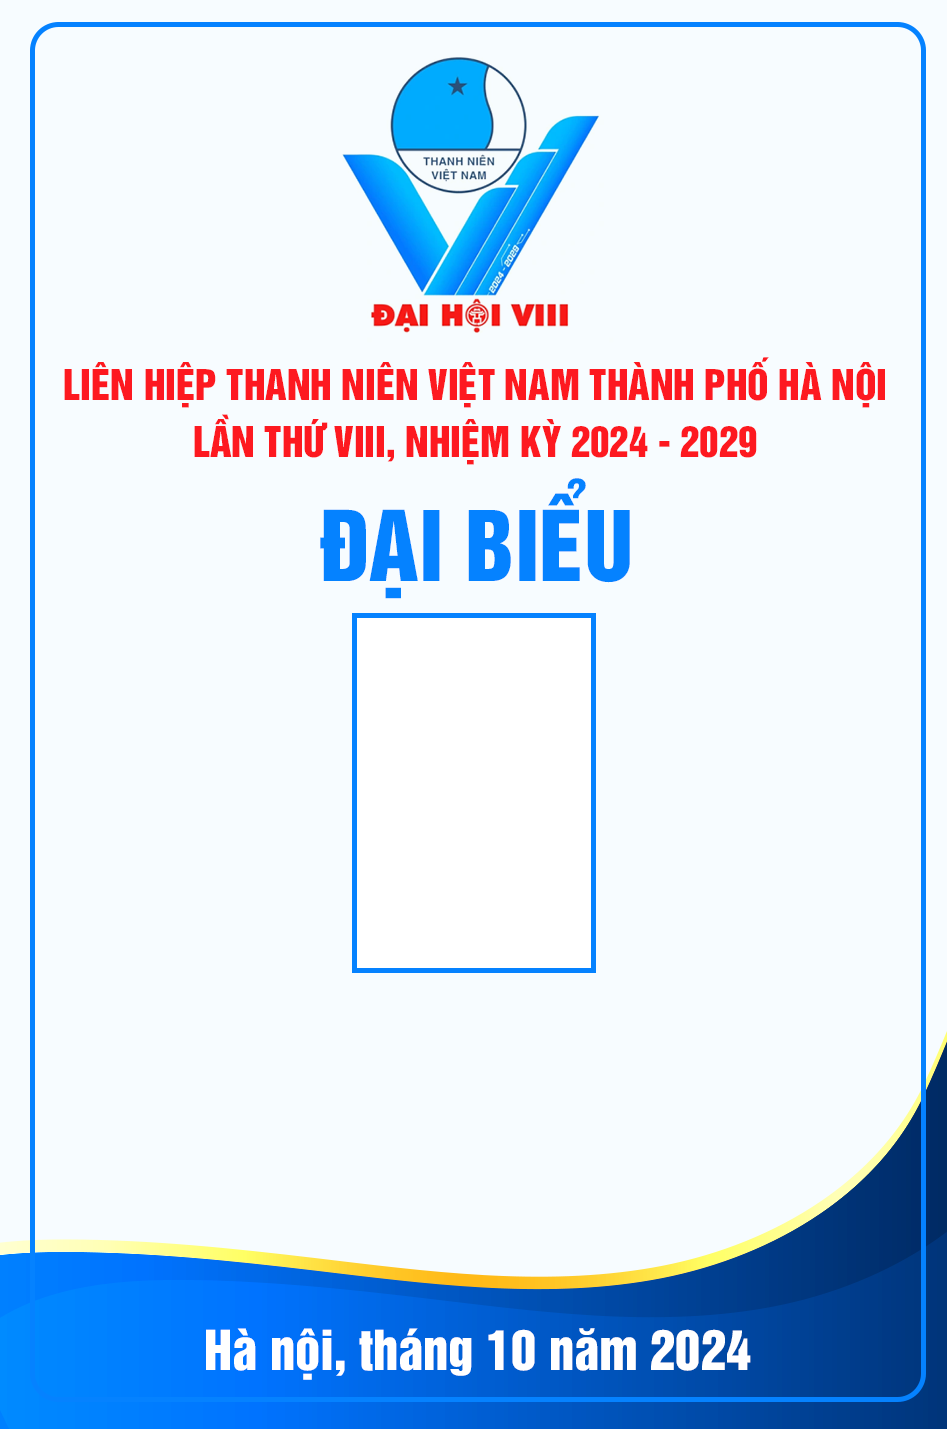 THANH NIÊN
VIỆT NAM
2024 - 2029
ĐẠI HỘI VIII
LIÊN HIỆP THANH NIÊN VIỆT NAM THÀNH PHỐ HÀ NỘI
LẦN THỨ VIII, NHIỆM KỲ 2024 - 2029
ĐẠI BIỂU
Hà nội, tháng 10 năm 2024